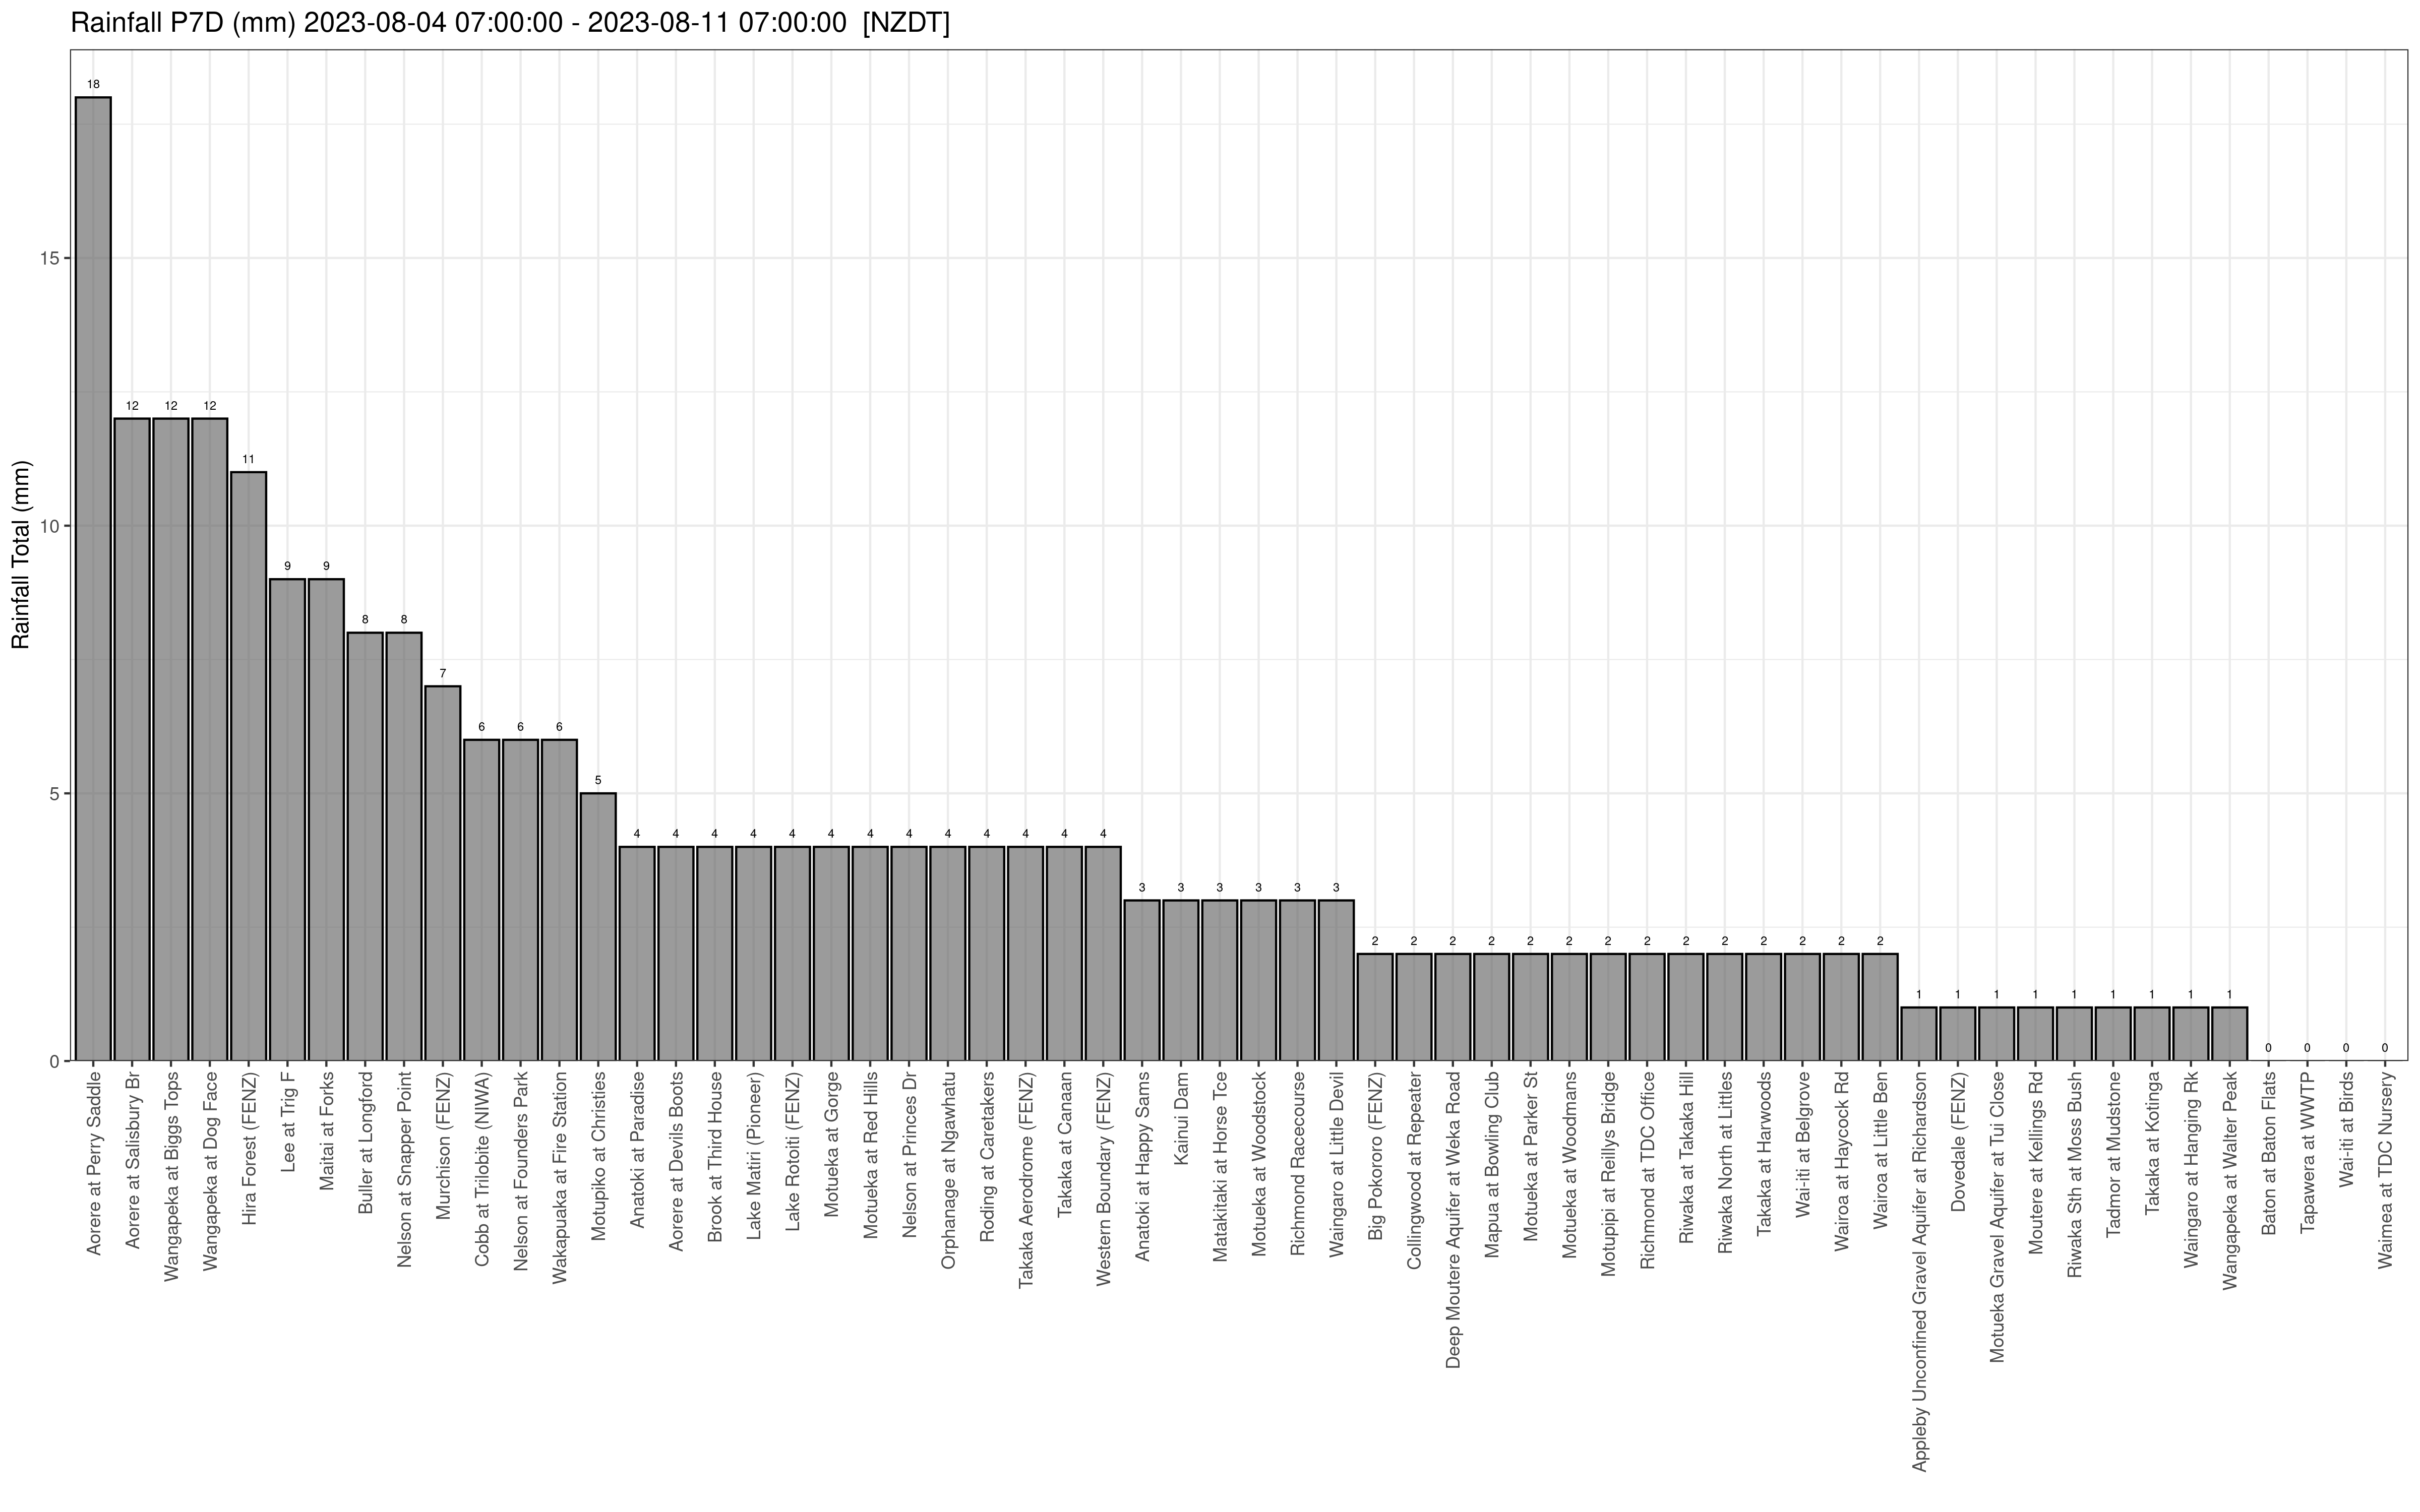 Rainfall P7D (mm) 2023-08-04 07:00:00 - 2023-08-11 07:00:00 [NZDT]
Rainfall Total (mm)
15
10
5
0
18
12
12
12
11
9
9
8
8
7
6
6
6
5
4
4
4
4
4
4
4
4
4
4
4
4
4
3
3
3
3
3
3
2
2
2
2
2
2
2
2
2
2
2
2
2
2
1
1
1
1
1
1
1
1
1
0
0
0
0
Aorere at Perry Saddle
Aorere at Salisbury Br
Wangapeka at Biggs Tops
Wangapeka at Dog Face
Hira Forest (FENZ)
Lee at Trig F
Maitai at Forks
Buller at Longford
Nelson at Snapper Point
Murchison (FENZ)
Cobb at Trilobite (NIWA)
Nelson at Founders Park
Wakapuaka at Fire Station
Motupiko at Christies
Anatoki at Paradise
Aorere at Devils Boots
Brook at Third House
Lake Matiri (Pioneer)
Lake Rotoiti (FENZ)
Motueka at Gorge
Motueka at Red Hills
Nelson at Princes Dr
Orphanage at Ngawhatu
Roding at Caretakers
Takaka Aerodrome (FENZ)
Takaka at Canaan
Western Boundary (FENZ)
Anatoki at Happy Sams
Kainui Dam
Matakitaki at Horse Tce
Motueka at Woodstock
Richmond Racecourse
Waingaro at Little Devil
Big Pokororo (FENZ)
Collingwood at Repeater
Deep Moutere Aquifer at Weka Road
Mapua at Bowling Club
Motueka at Parker St
Motueka at Woodmans
Motupipi at Reillys Bridge
Richmond at TDC Office
Riwaka at Takaka Hill
Riwaka North at Littles
Takaka at Harwoods
Wai-iti at Belgrove
Wairoa at Haycock Rd
Wairoa at Little Ben
Appleby Unconfined Gravel Aquifer at Richardson
Dovedale (FENZ)
Motueka Gravel Aquifer at Tui Close
Moutere at Kellings Rd
Riwaka Sth at Moss Bush
Tadmor at Mudstone
Takaka at Kotinga
Waingaro at Hanging Rk
Wangapeka at Walter Peak
Baton at Baton Flats
Tapawera at WWTP
Wai-iti at Birds
Waimea at TDC Nursery